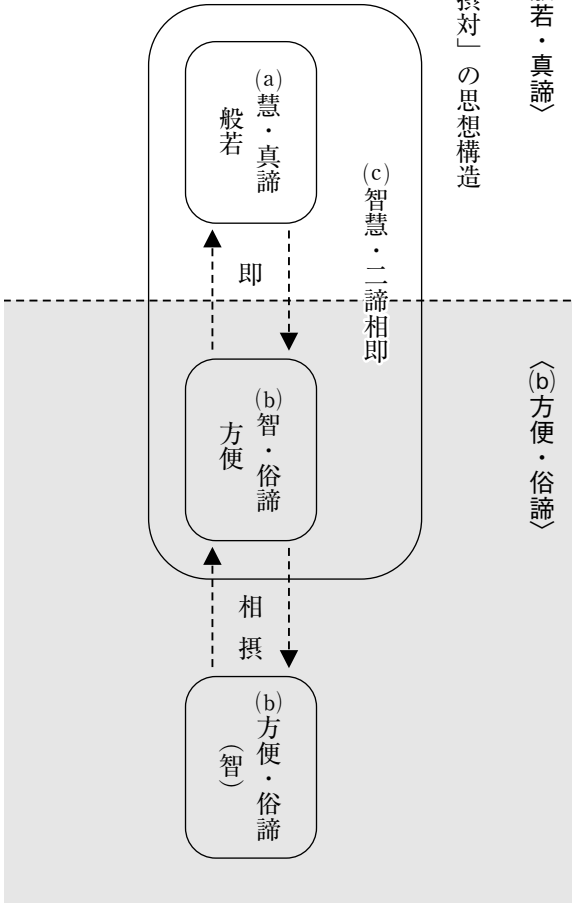 若・真諦〉
〈(b)方便・俗諦〉
摂対」の思想構造
(c)智慧・二諦相即
(a)慧・真諦
般若
即
(b)智・俗諦
方便
相摂
(b)方便・俗諦
(智)